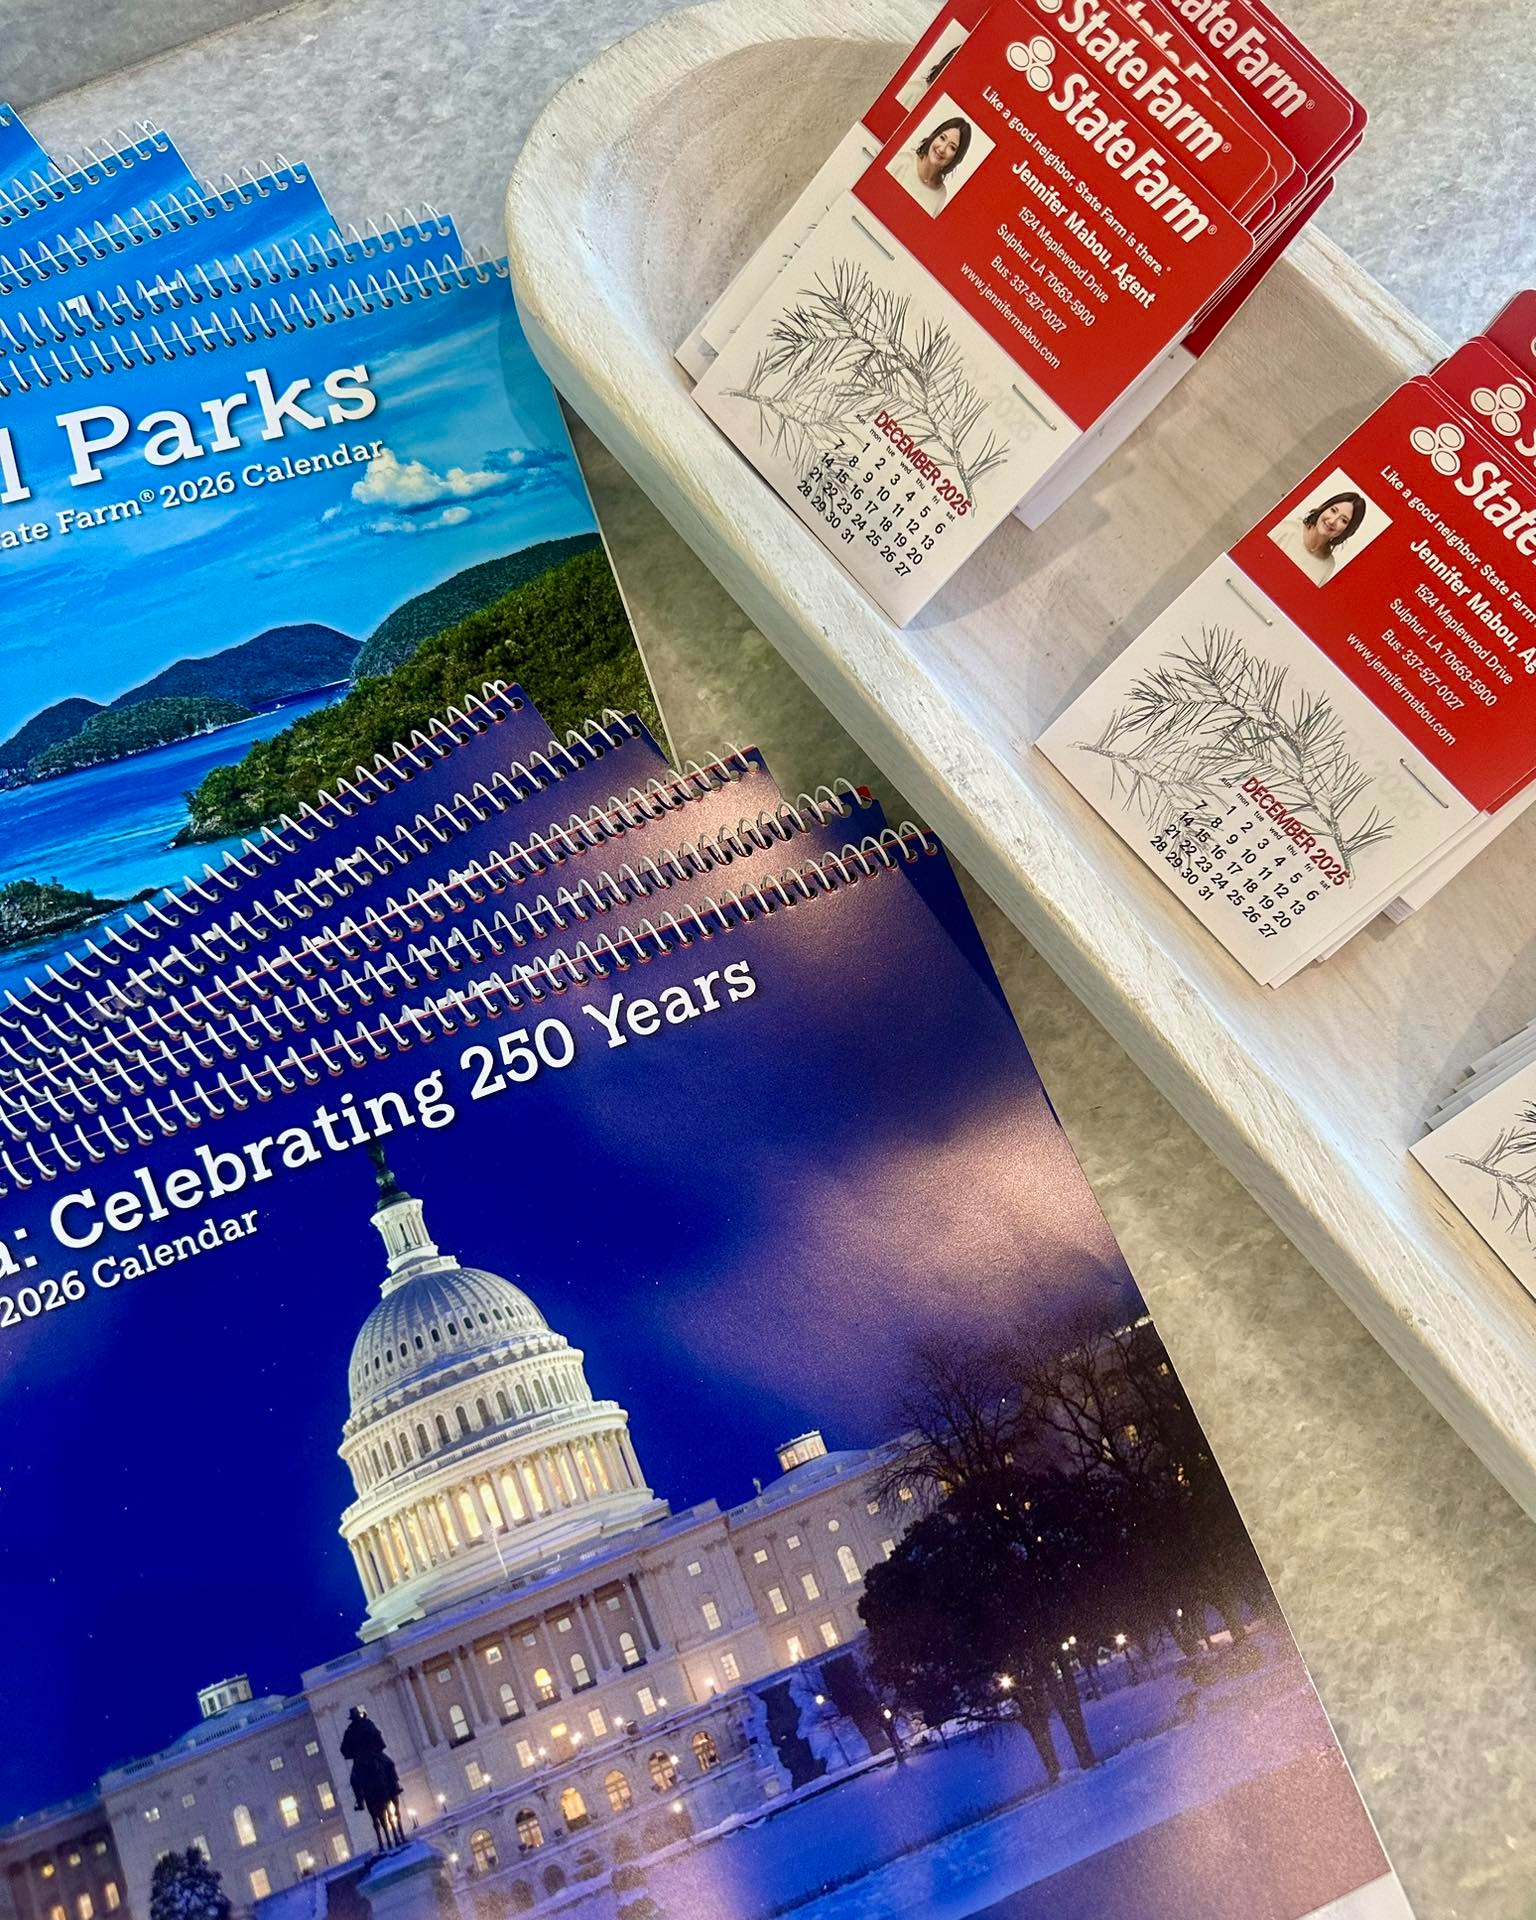 l Parks
ate Farm® 2026 Calendar
a: Celebrating 250 Years
2026 Calendar
StateFarm®
StateFarm®
StateFarm®
Like a good neighbor, State Farm is there.®
Jennifer Mabou, Agent
1524 Maplewood Drive
Sulphur, LA 70663-5900
Bus: 337-527-0027
www.jennifermabou.com
DECEMBER 2025
sun mon tue wed thu fri sat
1 2 3 4 5 6
7 8 9 10 11 12 13
14 15 16 17 18 19 20
21 22 23 24 25 26 27
28 29 30 31
State
Like a good neighbor, State Farm
Jennifer Mabou, Ag
1524 Maplewood Drive
Sulphur, LA 70663-5900
Bus: 337-527-0027
www.jennifermabou.com
DECEMBER 2025
sun mon tue wed thu fri sat
1 2 3 4 5 6
7 8 9 10 11 12 13
14 15 16 17 18 19 20
21 22 23 24 25 26 27
28 29 30 31